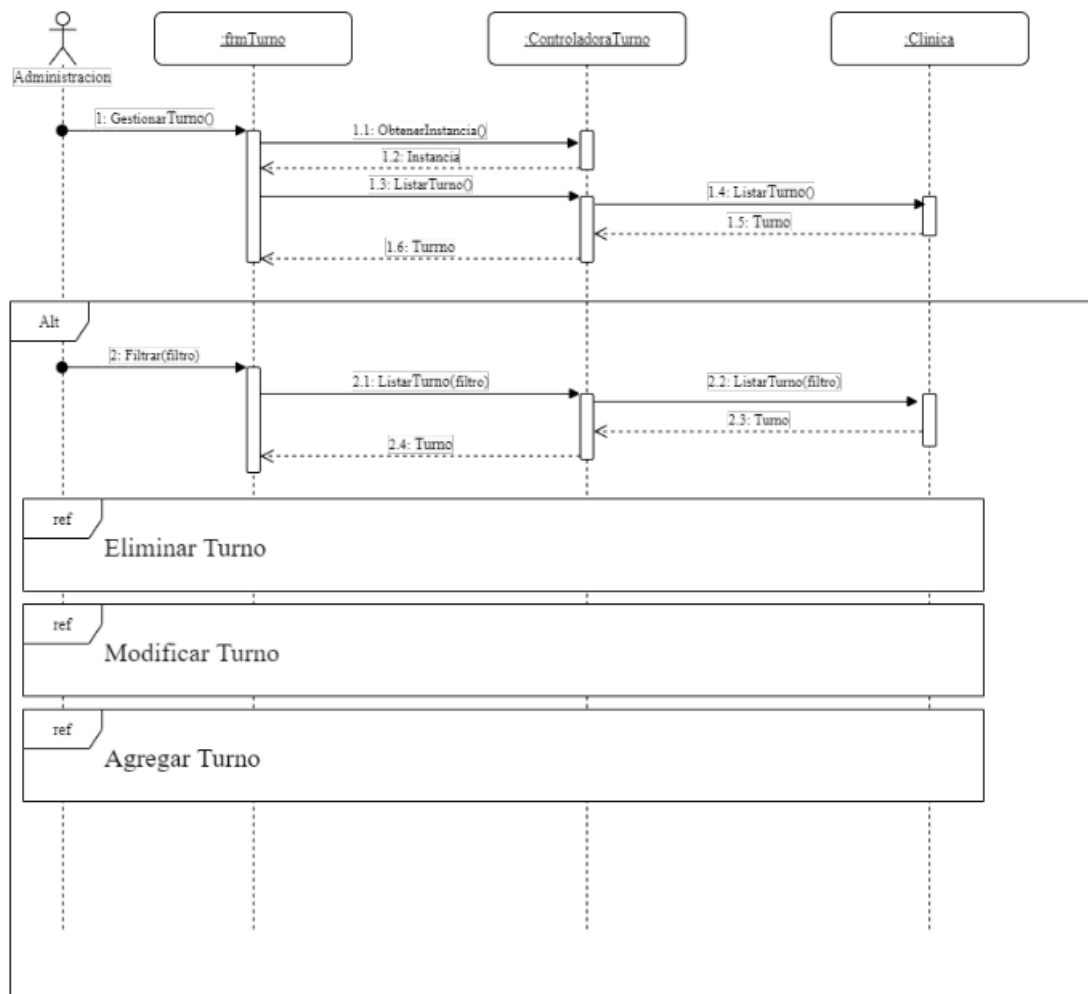 :frmTurno
:ControladoraTurno
:Clinica
Administracion
1: GestionarTurno()
1.1: ObtenerInstancia()
1.2: Instancia
1.3: ListarTurno()
1.4: ListarTurno()
1.5: Turno
1.6: Turrno
Alt
2: Filtrar(filtro)
2.1: ListarTurno(filtro)
2.2: ListarTurno(filtro)
2.3: Turno
2.4: Turno
ref
Eliminar Turno
ref
Modificar Turno
ref
Agregar Turno